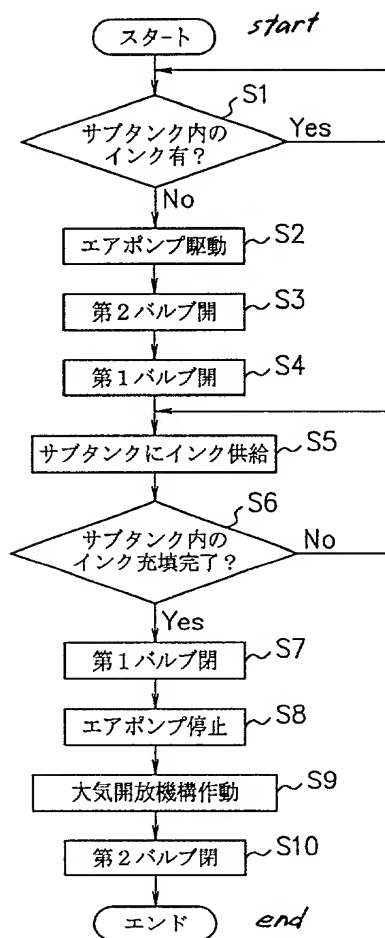 スタート start
S1
サブタンク内の
インク有?
Yes
No
エアポンプ駆動 S2
第2バルブ開 S3
第1バルブ開 S4
サブタンクにインク供給 S5
S6
サブタンク内の
インク充填完了?
No
Yes
第1バルブ閉 S7
エアポンプ停止 S8
大気開放機構作動 S9
第2バルブ閉 S10
エンド end